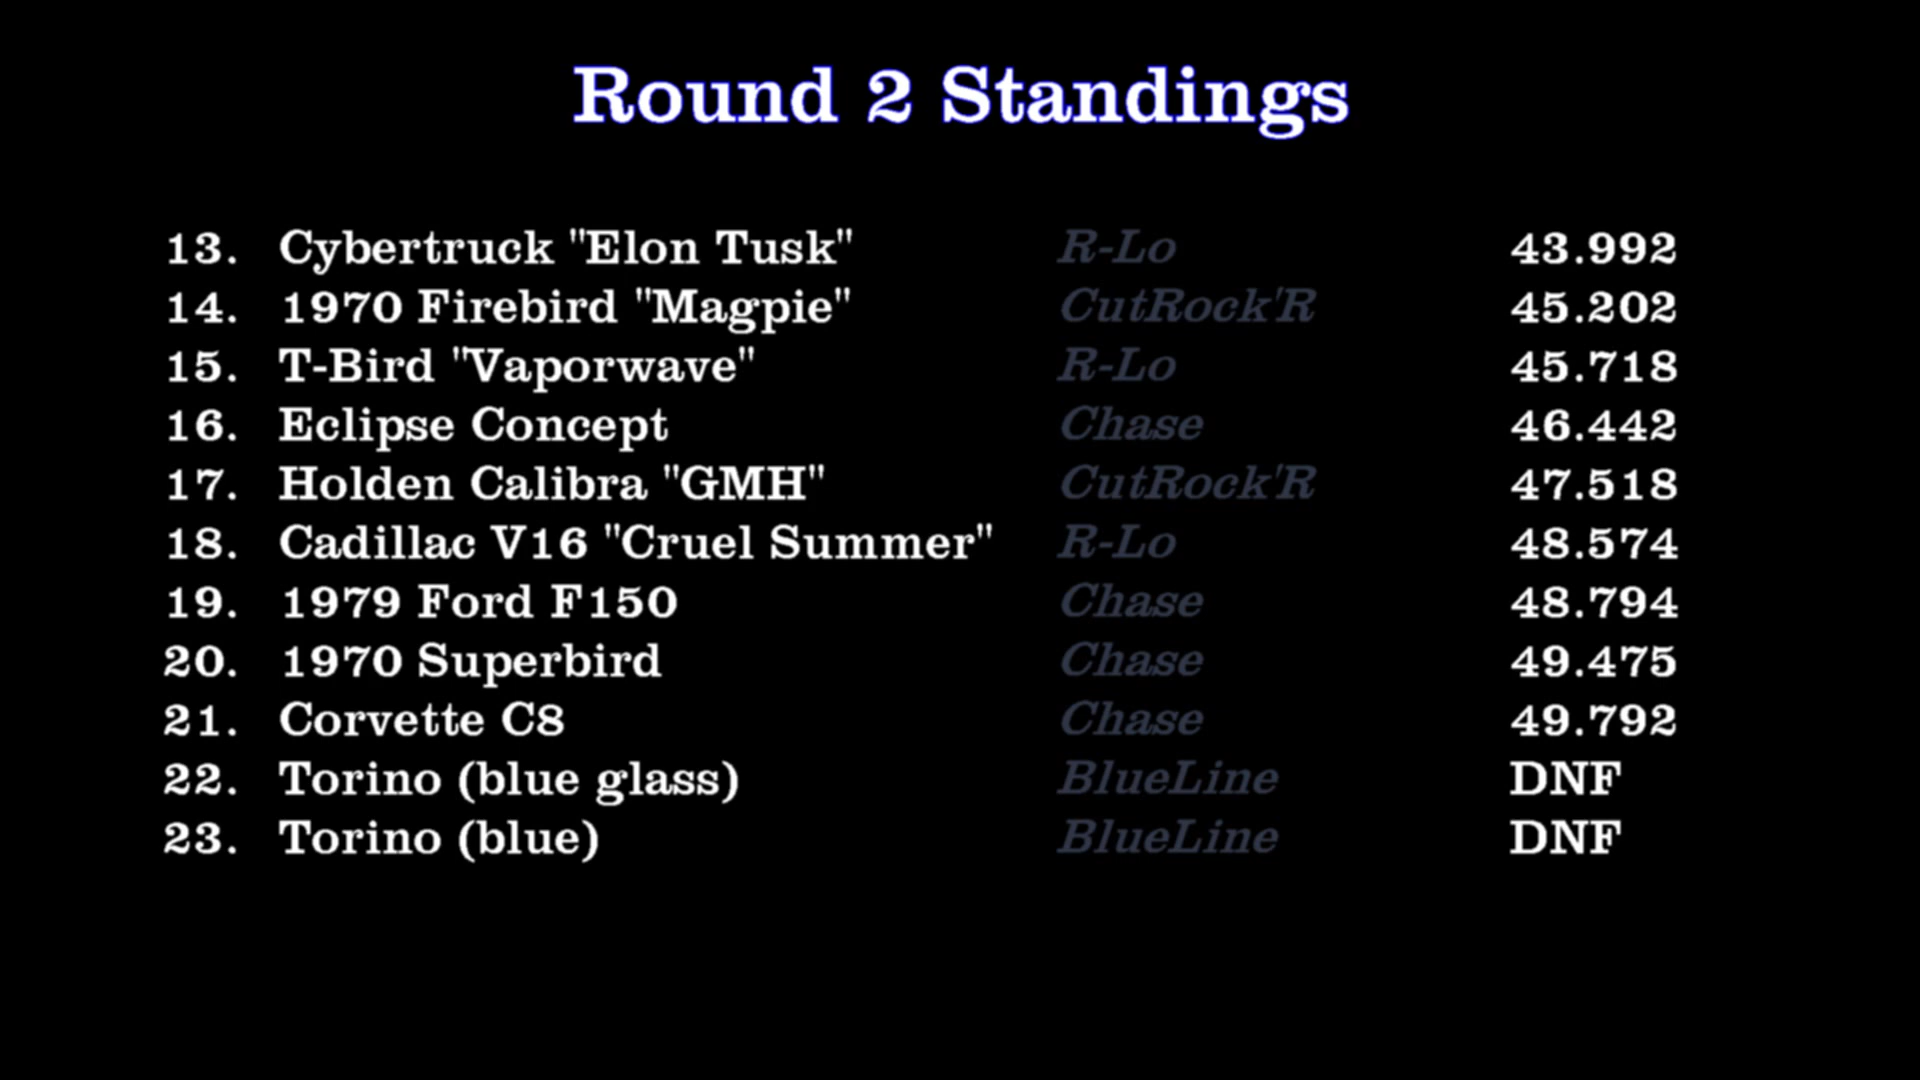 Round 2 Standings
13. Cybertruck "Elon Tusk" R-Lo 43.992
14. 1970 Firebird "Magpie" CutRock'R 45.202
15. T-Bird "Vaporwave" R-Lo 45.718
16. Eclipse Concept Chase 46.442
17. Holden Calibra "GMH" CutRock'R 47.518
18. Cadillac V16 "Cruel Summer" R-Lo 48.574
19. 1979 Ford F150 Chase 48.794
20. 1970 Superbird Chase 49.475
21. Corvette C8 Chase 49.792
22. Torino (blue glass) BlueLine DNF
23. Torino (blue) BlueLine DNF